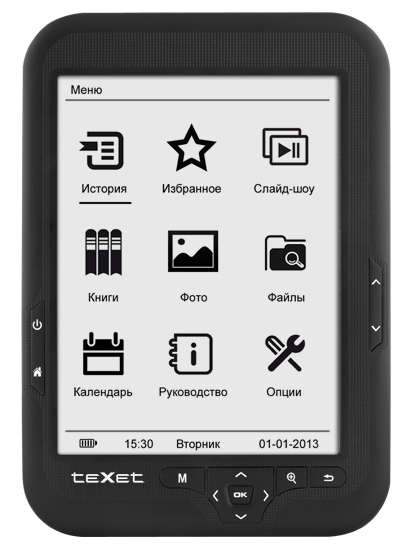 Меню
История Избранное Слайд-шоу
Книги Фото Файлы
Календарь Руководство Опции
15:30 Вторник 01-01-2013
teXet M
OK